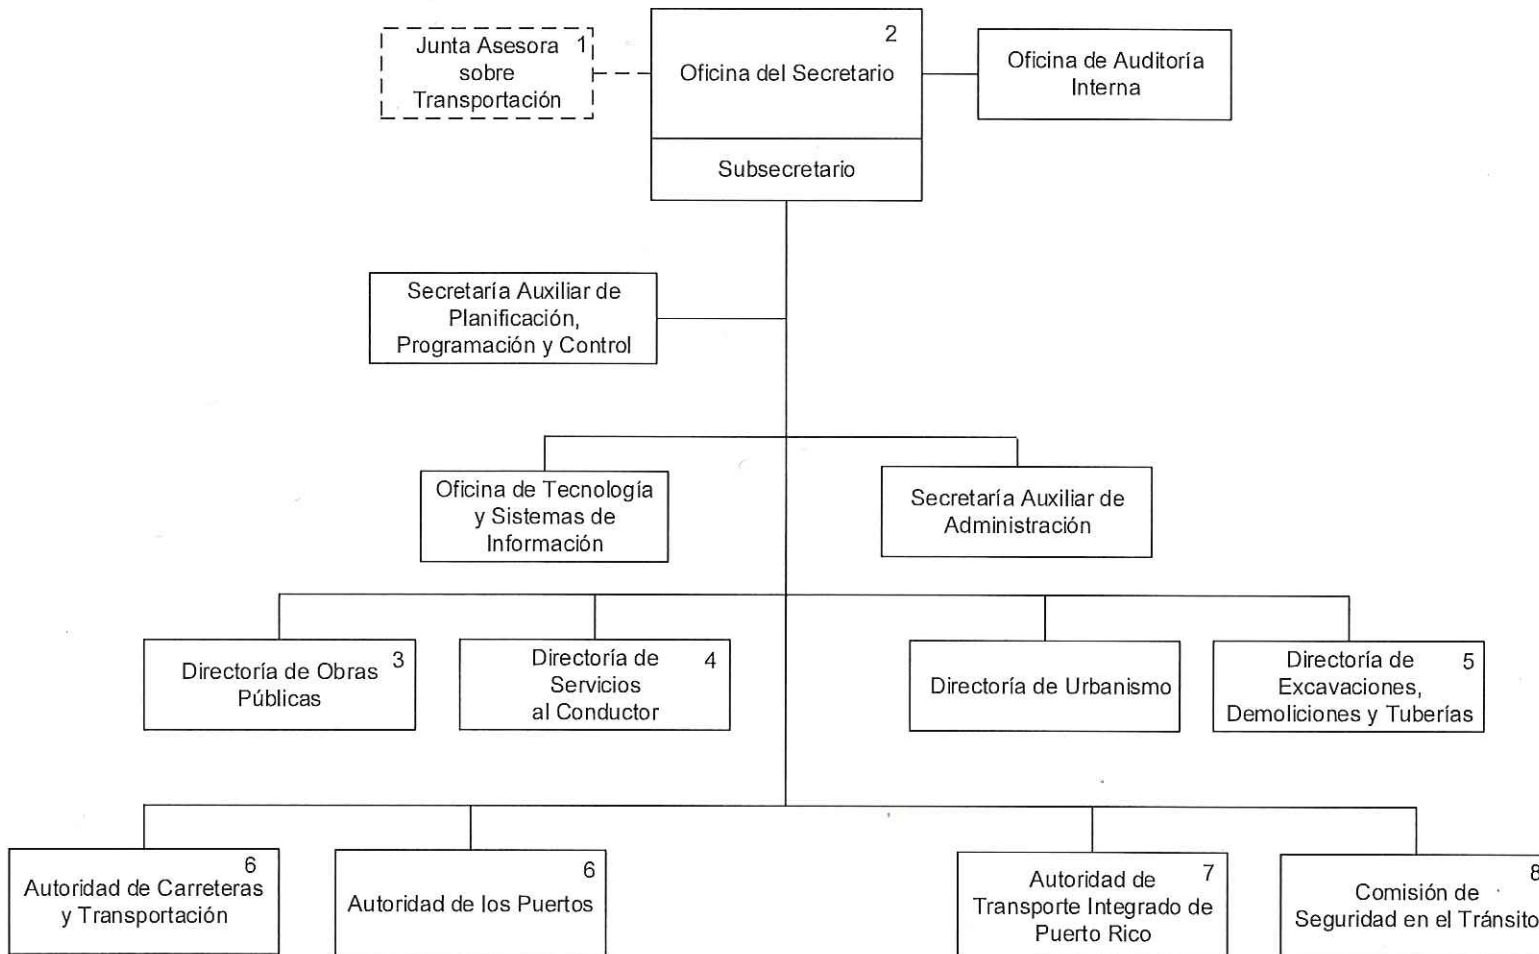 Junta Asesora 1
sobre
Transportación
2
Oficina del Secretario
Subsecretario
Oficina de Auditoría
Interna
Secretaría Auxiliar de
Planificación,
Programación y Control
Oficina de Tecnología
y Sistemas de
Información
Secretaría Auxiliar de
Administración
3
Directoría de Obras
Públicas
Directoría de 4
Servicios
al Conductor
Directoría de Urbanismo
Directoría de 5
Excavaciones,
Demoliciones y Tuberías
6
Autoridad de Carreteras
y Transportación
6
Autoridad de los Puertos
Autoridad de 7
Transporte Integrado de
Puerto Rico
8
Comisión de
Seguridad en el Tránsito